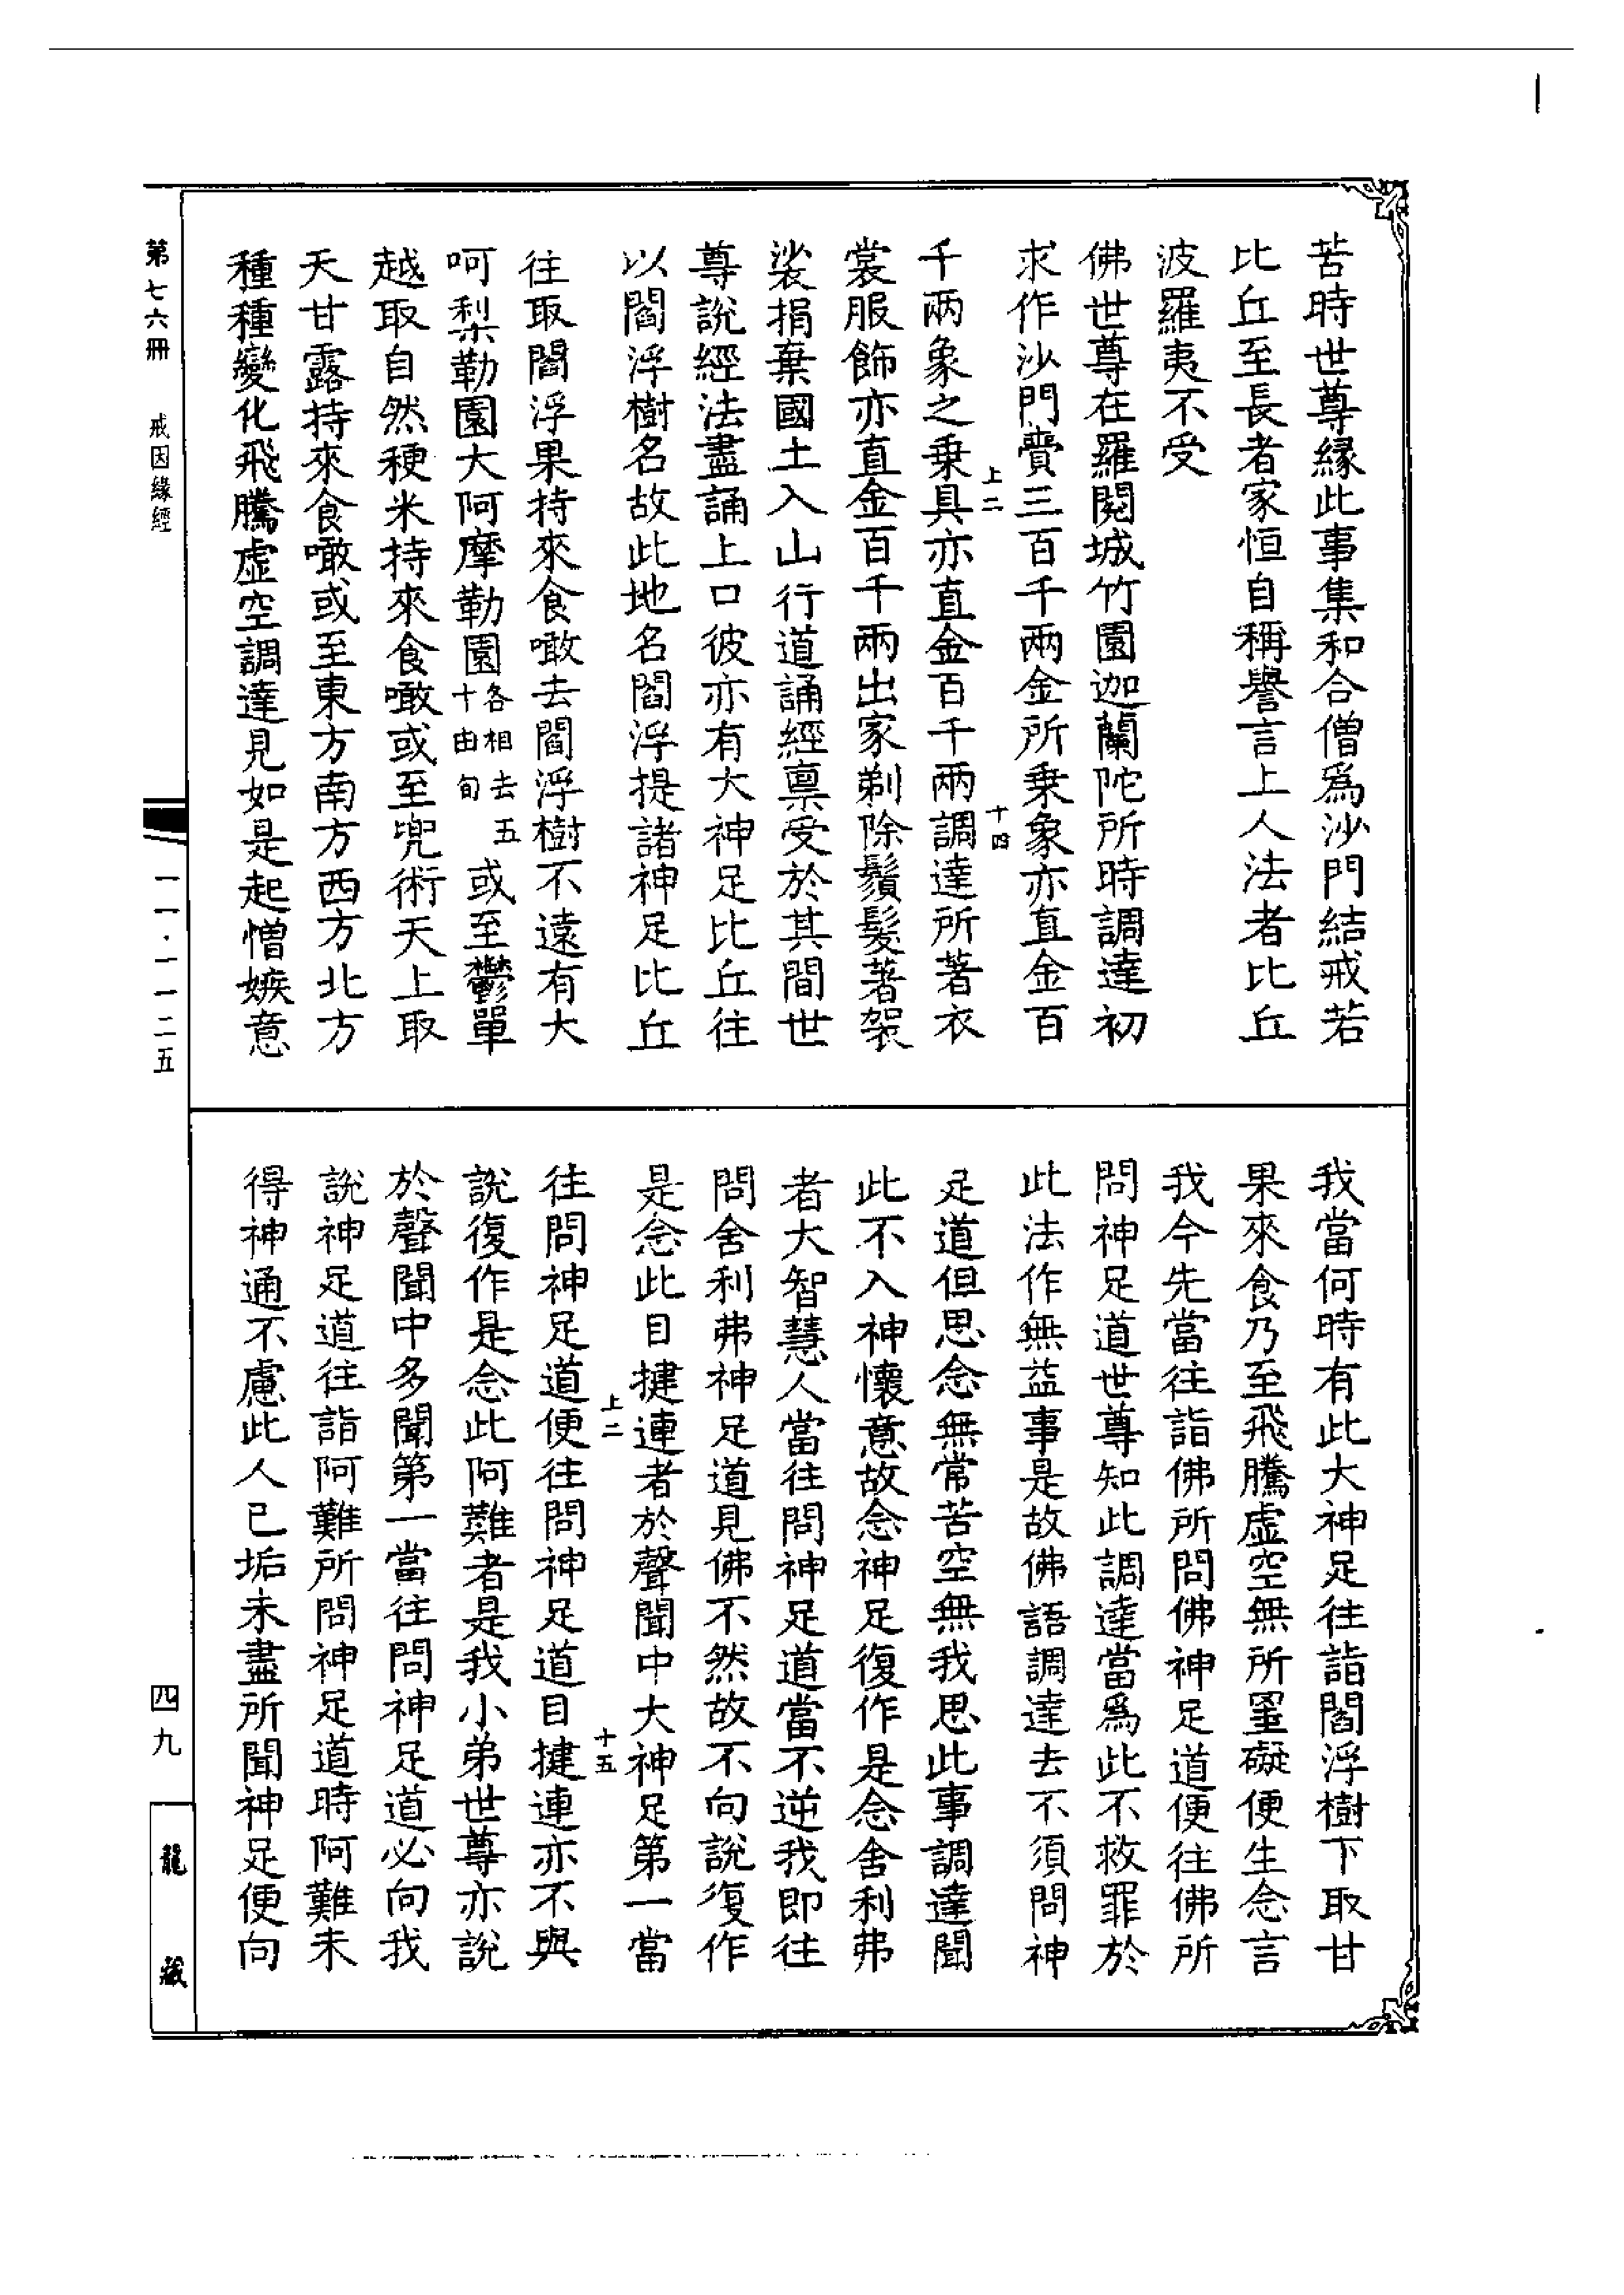 苦時世尊縁此事集和合僧爲沙門結戒若
比丘至長者家恒自稱譽言上人法者比丘
波羅夷不受
佛世尊在羅閱城竹園迦蘭陀所時調達初
求作沙門賷三百千兩金所乗象亦直金百
千兩象之乗具亦直金百千兩調達所著衣
上二
十四
裳服飾亦直金百千兩出家剃除鬚髮著袈
裟捐棄國土入山行道誦經稟受於其間世
尊說經法盡誦上口彼亦有大神足比丘往
以閻浮樹名故此地名閻浮提諸神足比丘
往取閻浮果持來食噉去閻浮樹不遠有大
呵梨勒園大阿摩勒園各相去五十由旬或至鬱單
越取自然稉米持來食噉或至兜術天上取
天甘露持來食噉或至東方南方西方北方
種種變化飛騰虛空調達見如是起憎嫉意
我當何時有此大神足往詣閻浮樹下取甘
果來食乃至飛騰虛空無所罣礙便生念言
我今先當往詣佛所問佛神足道便往佛所
問神足道世尊知此調達當爲此不救罪於
此法作無益事是故佛語調達去不須問神
足道但思念無常苦空無我思此事調達聞
此不入神懷意故念神足復作是念舍利弗
者大智慧人當往問神足道當不逆我即往
問舍利弗神足道見佛不然故不向說復作
是念此目揵連者於聲聞中大神足第一當
上二
十五
往問神足道便往問神足道目揵連亦不與
說復作是念此阿難者是我小弟世尊亦說
於聲聞中多聞第一當往問神足道必向我
說神足道往詣阿難所問神足道時阿難未
得神通不慮此人已垢未盡所聞神足便向
第七六冊
戒因緣經
一一·一一二五
四九
龍藏